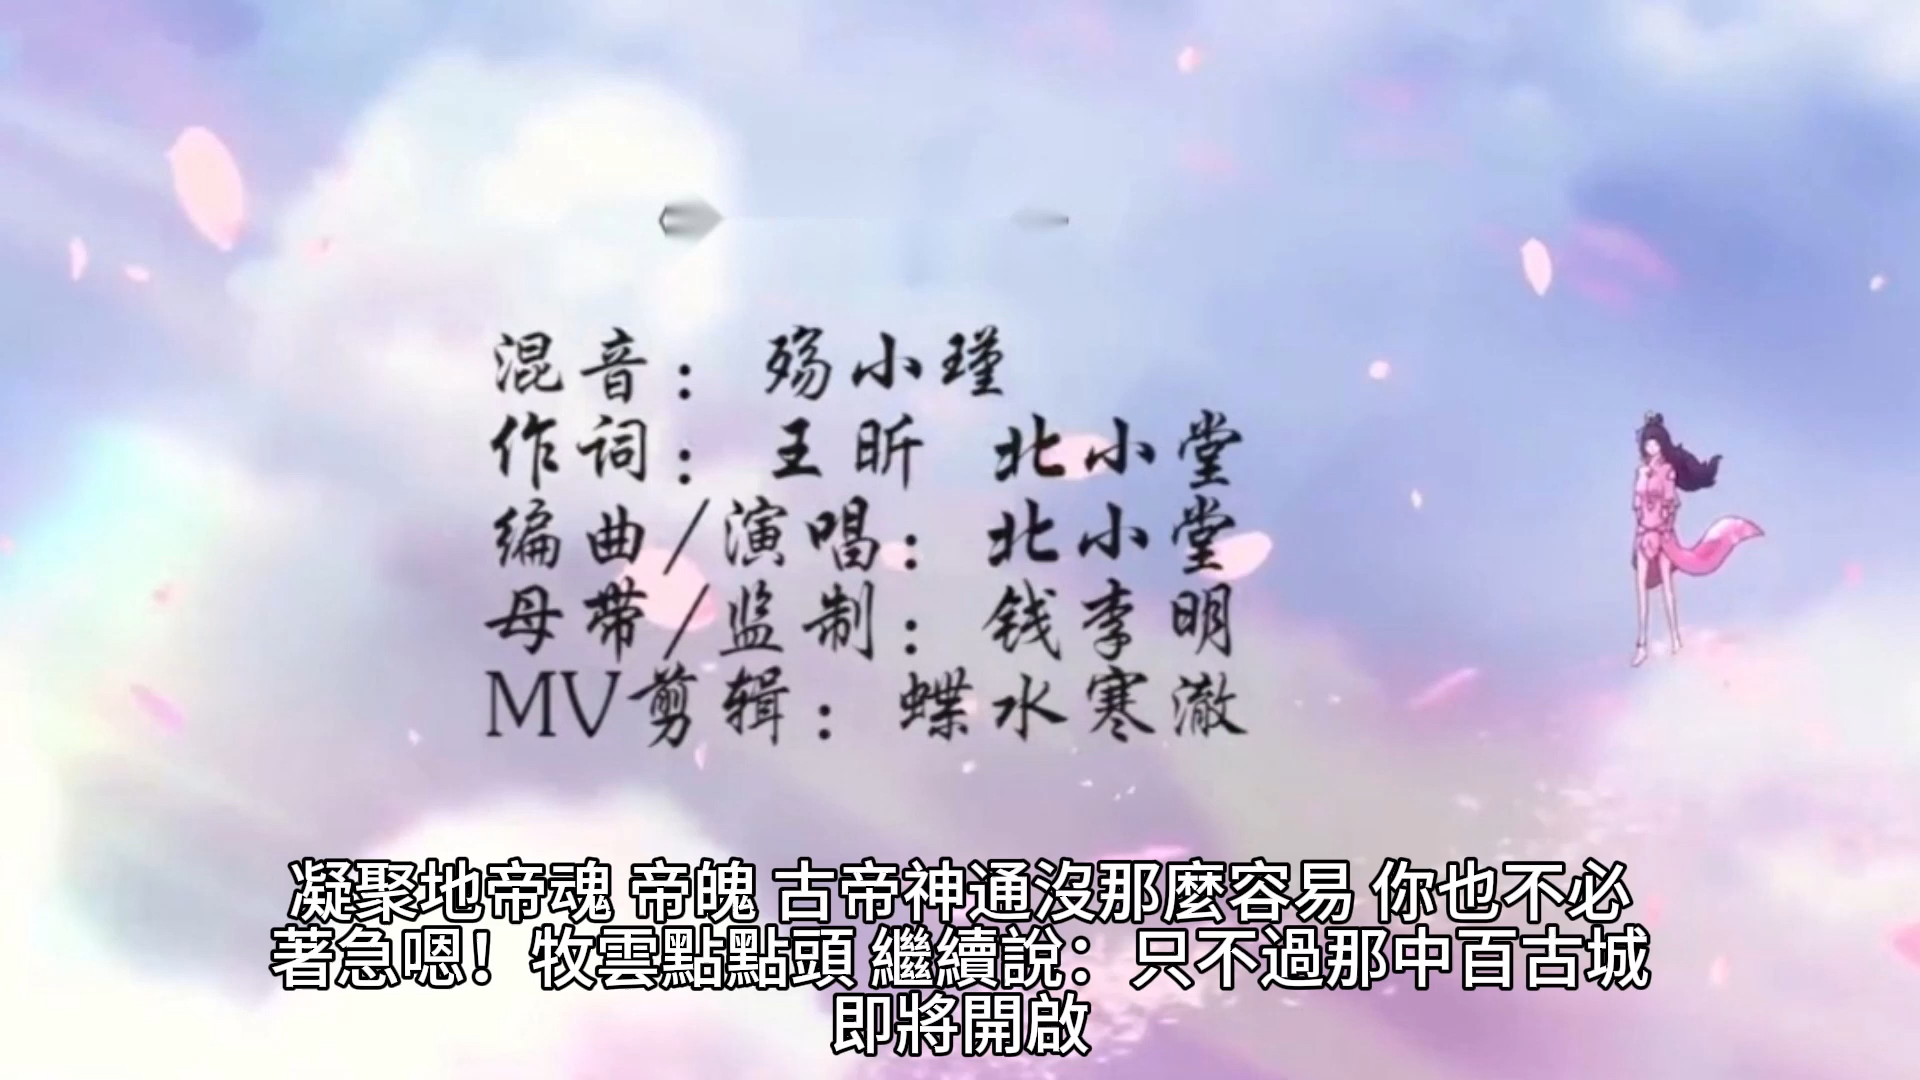 混音：殇小瑾
作词：王昕 北小堂
编曲/演唱：北小堂
母带/监制：钱李明
MV剪辑：蝶水寒澈
凝聚地帝魂 帝魄 古帝神通沒那麼容易 你也不必
著急嗯！牧雲點點頭 繼續說：只不過那中百古城
即將開啟